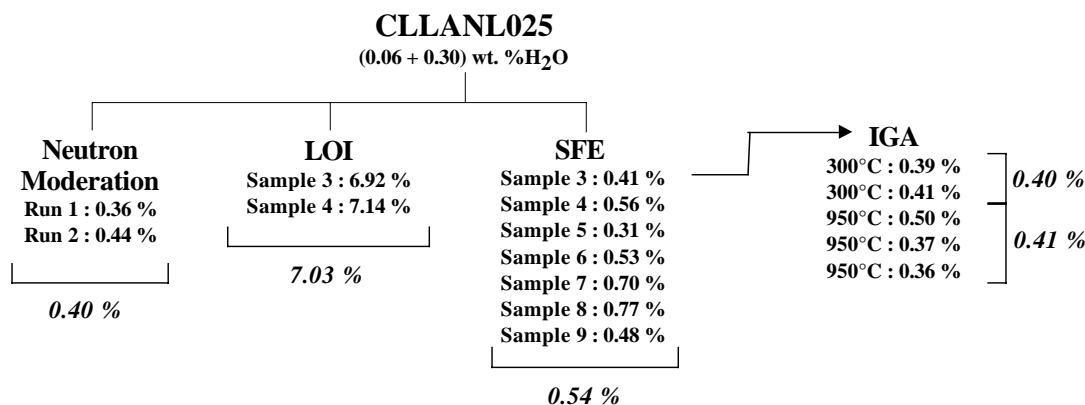 CLLANL025
(0.06 + 0.30) wt. %H₂O
Neutron
Moderation
Run 1 : 0.36 %
Run 2 : 0.44 %
0.40 %
LOI
Sample 3 : 6.92 %
Sample 4 : 7.14 %
7.03 %
SFE
Sample 3 : 0.41 %
Sample 4 : 0.56 %
Sample 5 : 0.31 %
Sample 6 : 0.53 %
Sample 7 : 0.70 %
Sample 8 : 0.77 %
Sample 9 : 0.48 %
0.54 %
IGA
300°C : 0.39 %
300°C : 0.41 %
950°C : 0.50 %
950°C : 0.37 %
950°C : 0.36 %
0.40 %
0.41 %